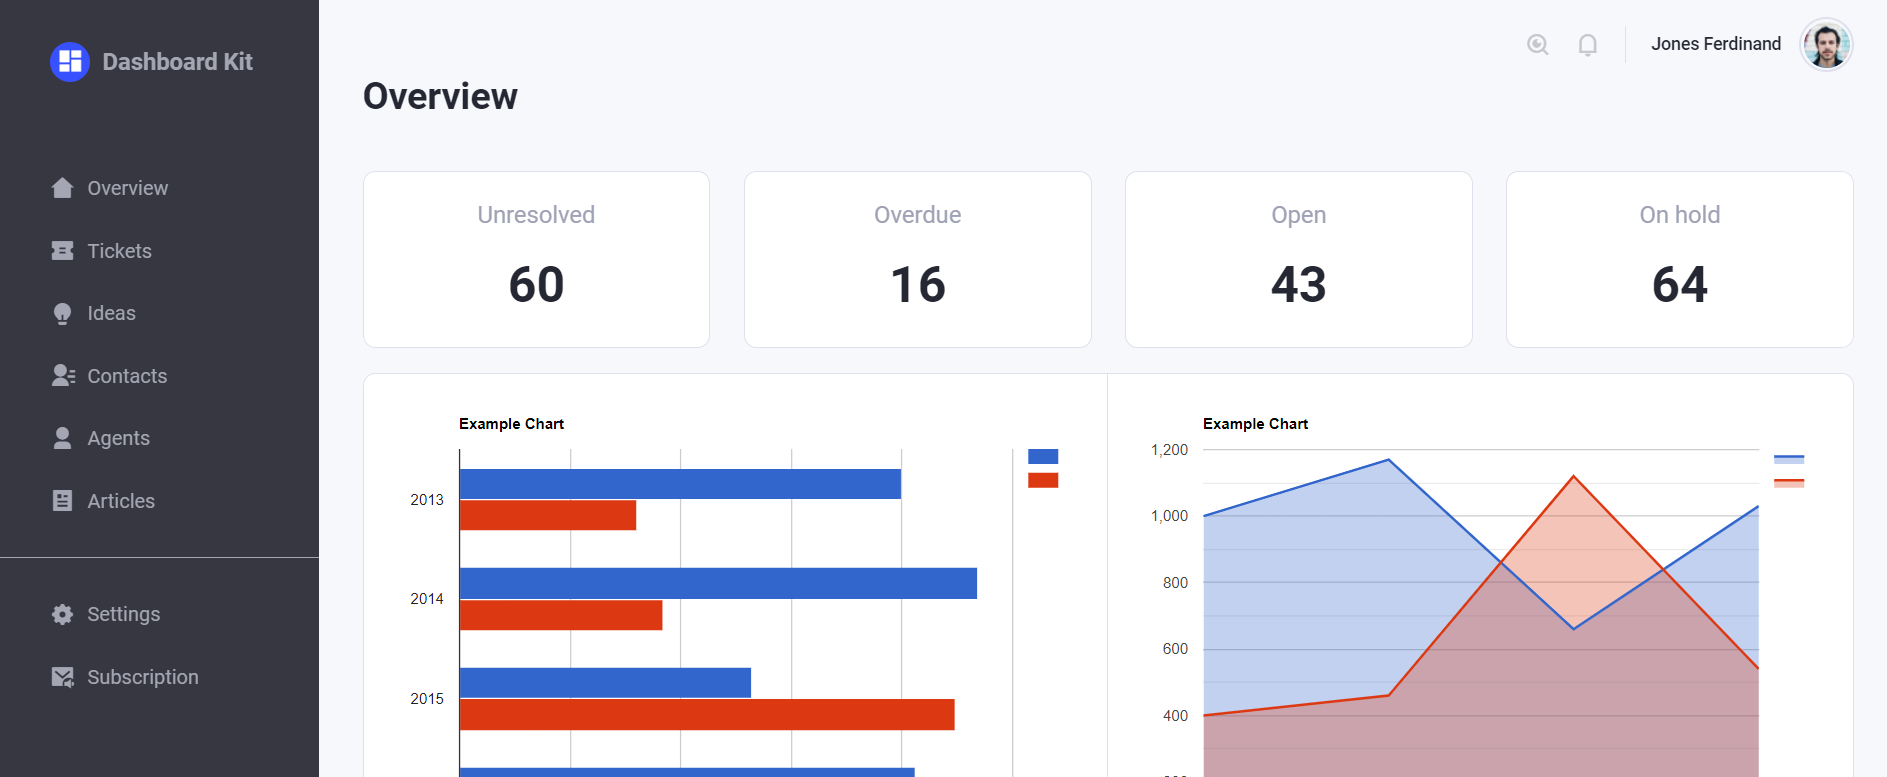 Dashboard Kit
Overview
Tickets
Ideas
Contacts
Agents
Articles
Settings
Subscription
Jones Ferdinand
Overview
Unresolved
60
Overdue
16
Open
43
On hold
64
Example Chart
2013
2014
2015
Example Chart
1,200
1,000
800
600
400